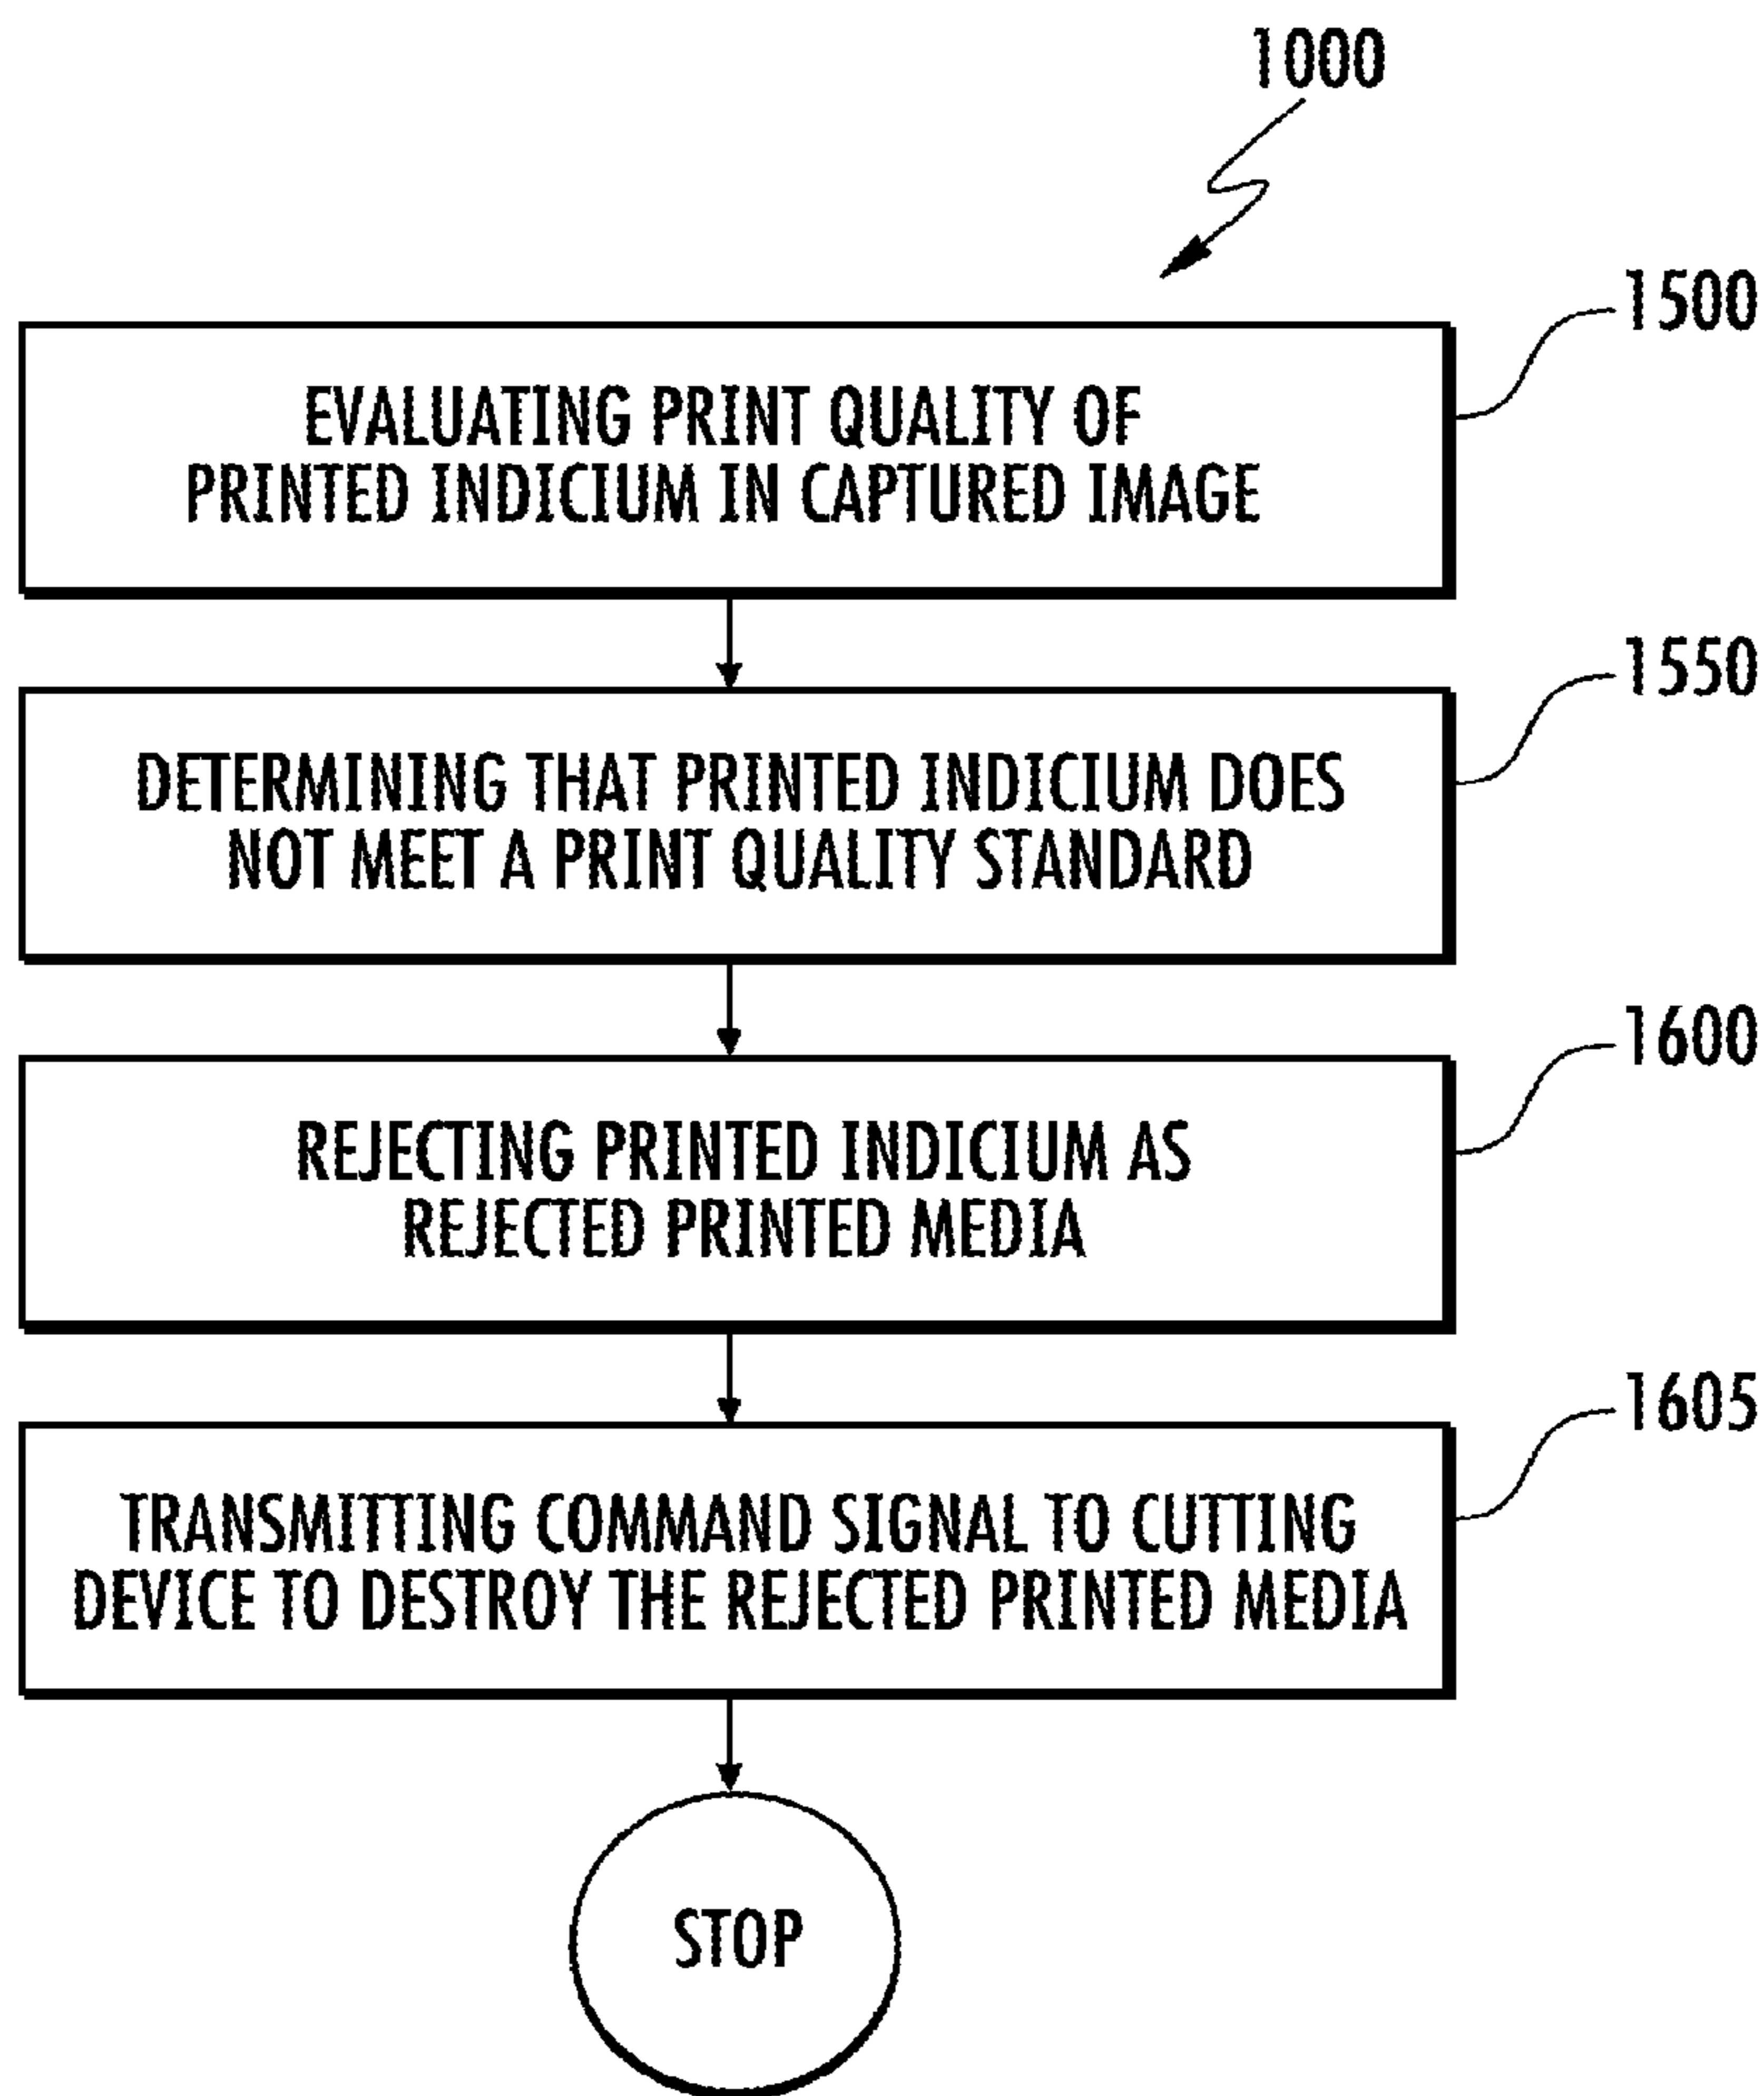 1000
1500
EVALUATING PRINT QUALITY OF
PRINTED INDICIUM IN CAPTURED IMAGE
1550
DETERMINING THAT PRINTED INDICIUM DOES
NOT MEET A PRINT QUALITY STANDARD
1600
REJECTING PRINTED INDICIUM AS
REJECTED PRINTED MEDIA
1605
TRANSMITTING COMMAND SIGNAL TO CUTTING
DEVICE TO DESTROY THE REJECTED PRINTED MEDIA
STOP